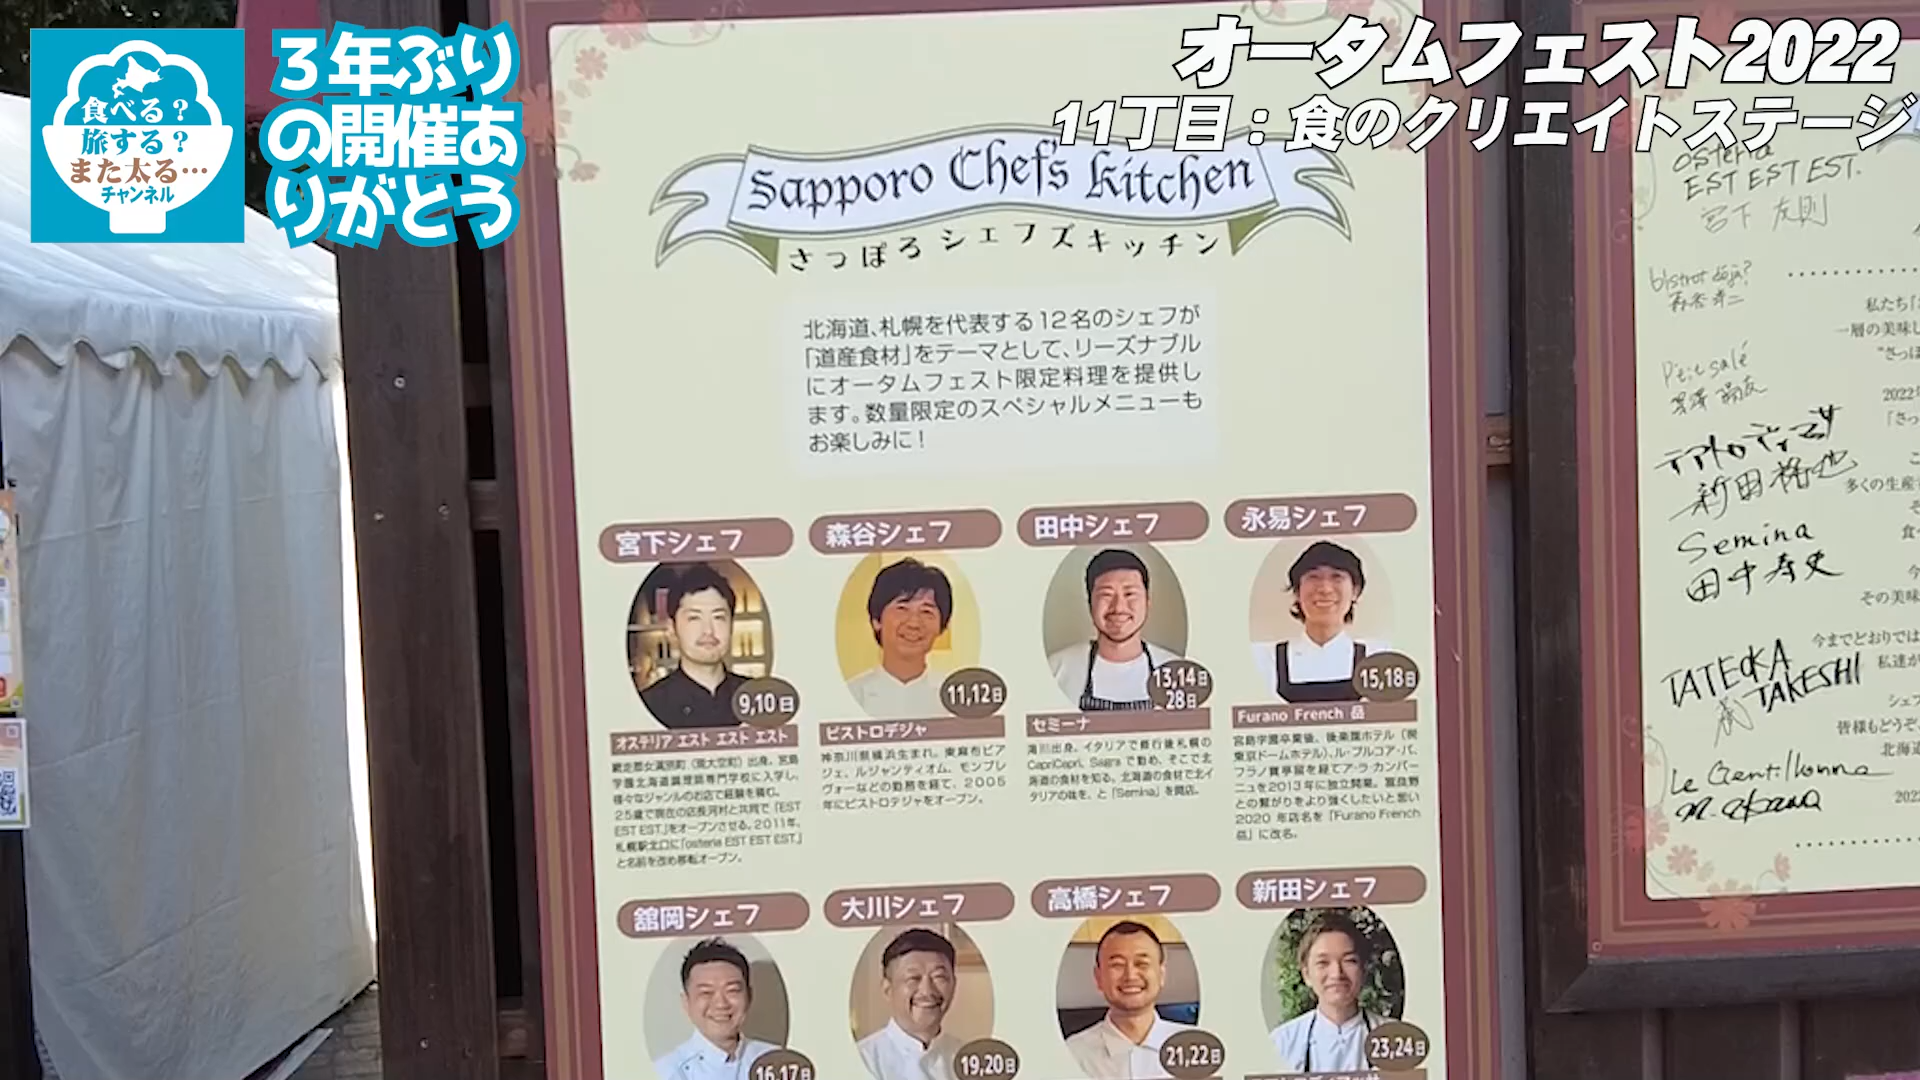 食べる？
旅する？
また太る…
チャンネル
３年ぶり
の開催あ
りがとう
オータムフェスト2022
11丁目：食のクリエイトステージ
Sapporo Chef's Kitchen
さっぽろ シェフズキッチン
北海道、札幌を代表する12名のシェフが
「道産食材」をテーマとして、リーズナブル
にオータムフェスト限定料理を提供し
ます。数量限定のスペシャルメニューも
お楽しみに！
宮下シェフ
9,10日
オステリア エスト エスト エスト
網走郡女満別町（現大空町）出身。宮島
学園北海道調理師専門学校に入学し、
様々なジャンルのお店で経験を積む。
25歳で現在の店長河村と共同で「EST
EST EST」をオープンさせる。2011年、
札幌駅北口に「osteria EST EST EST」
と名前を改め移転オープン。
森谷シェフ
11,12日
ビストロデジャ
神奈川県横浜生まれ。東麻布ピア
ジェ、ルジャンティオム、モンプレ
ヴォーなどの勤務を経て、2005
年にビストロデジャをオープン。
田中シェフ
13,14日
28日
セミーナ
滝川出身。イタリアで修行後札幌の
CapriCapri、Sagraで勤め、そこで北
海道の食材を知る。北海道の食材で北イ
タリアの味を、と「Semina」を開店。
永易シェフ
15,18日
Furano French 岳
宮島学園卒業後、後楽園ホテル（現
東京ドームホテル）、ル・プルコア・パ、
フラノ寶亭留を経てア・ラ・カンパー
ニュを2013年に独立開業。富良野
との繋がりをより強くしたいと思い
2020 年店名を「Furano French
岳」に改名。
舘岡シェフ
16,17日
大川シェフ
19,20日
高橋シェフ
21,22日
新田シェフ
23,24日
osteria
EST EST EST.
宮下 友則
bistrot déjà?
Petit salé
テアトロディマッサ
新田
Semina
田中寿史
TATEOKA
TAKESHI
Le Gentilhomme
M. Okawa
私たち「
一層の美味し
"さっぽ
2022
「さっ
こ
多くの生産
そ
食
今
その美味
今までどおりでは
私達が
シェフ
皆様もどうぞ
北海道
202